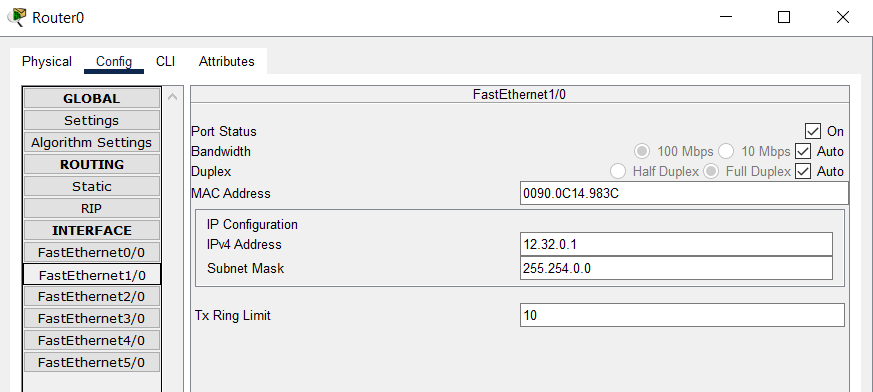 Router0
Physical Config CLI Attributes
GLOBAL
Settings
Algorithm Settings
ROUTING
Static
RIP
INTERFACE
FastEthernet0/0
FastEthernet1/0
FastEthernet2/0
FastEthernet3/0
FastEthernet4/0
FastEthernet5/0
FastEthernet1/0
Port Status On
Bandwidth 100 Mbps 10 Mbps Auto
Duplex Half Duplex Full Duplex Auto
MAC Address 0090.0C14.983C
IP Configuration
IPv4 Address 12.32.0.1
Subnet Mask 255.254.0.0
Tx Ring Limit 10